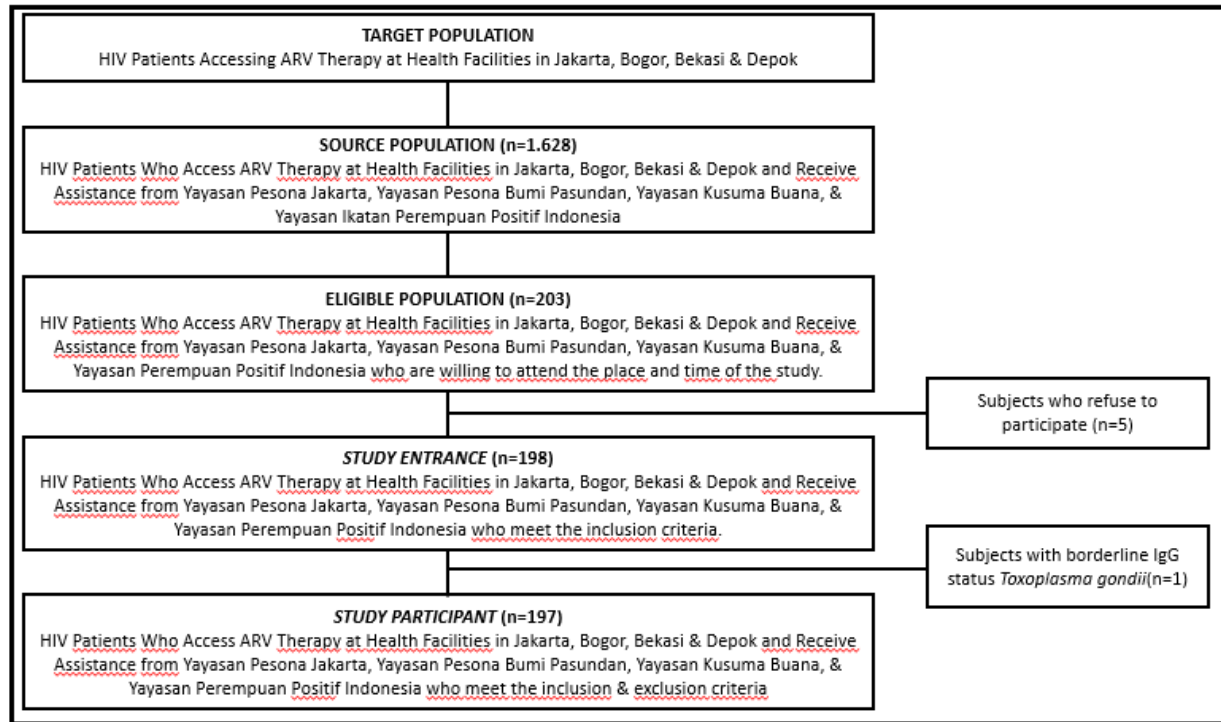 TARGET POPULATION
HIV Patients Accessing ARV Therapy at Health Facilities in Jakarta, Bogor, Bekasi & Depok
SOURCE POPULATION (n=1.628)
HIV Patients Who Access ARV Therapy at Health Facilities in Jakarta, Bogor, Bekasi & Depok and Receive
Assistance from Yayasan Pesona Jakarta, Yayasan Pesona Bumi Pasundan, Yayasan Kusuma Buana, &
Yayasan Ikatan Perempuan Positif Indonesia
ELIGIBLE POPULATION (n=203)
HIV Patients Who Access ARV Therapy at Health Facilities in Jakarta, Bogor, Bekasi & Depok and Receive
Assistance from Yayasan Pesona Jakarta, Yayasan Pesona Bumi Pasundan, Yayasan Kusuma Buana, &
Yayasan Perempuan Positif Indonesia who are willing to attend the place and time of the study.
Subjects who refuse to
participate (n=5)
STUDY ENTRANCE (n=198)
HIV Patients Who Access ARV Therapy at Health Facilities in Jakarta, Bogor, Bekasi & Depok and Receive
Assistance from Yayasan Pesona Jakarta, Yayasan Pesona Bumi Pasundan, Yayasan Kusuma Buana, &
Yayasan Perempuan Positif Indonesia who meet the inclusion criteria.
Subjects with borderline IgG
status Toxoplasma gondii(n=1)
STUDY PARTICIPANT (n=197)
HIV Patients Who Access ARV Therapy at Health Facilities in Jakarta, Bogor, Bekasi & Depok and Receive
Assistance from Yayasan Pesona Jakarta, Yayasan Pesona Bumi Pasundan, Yayasan Kusuma Buana, &
Yayasan Perempuan Positif Indonesia who meet the inclusion & exclusion criteria